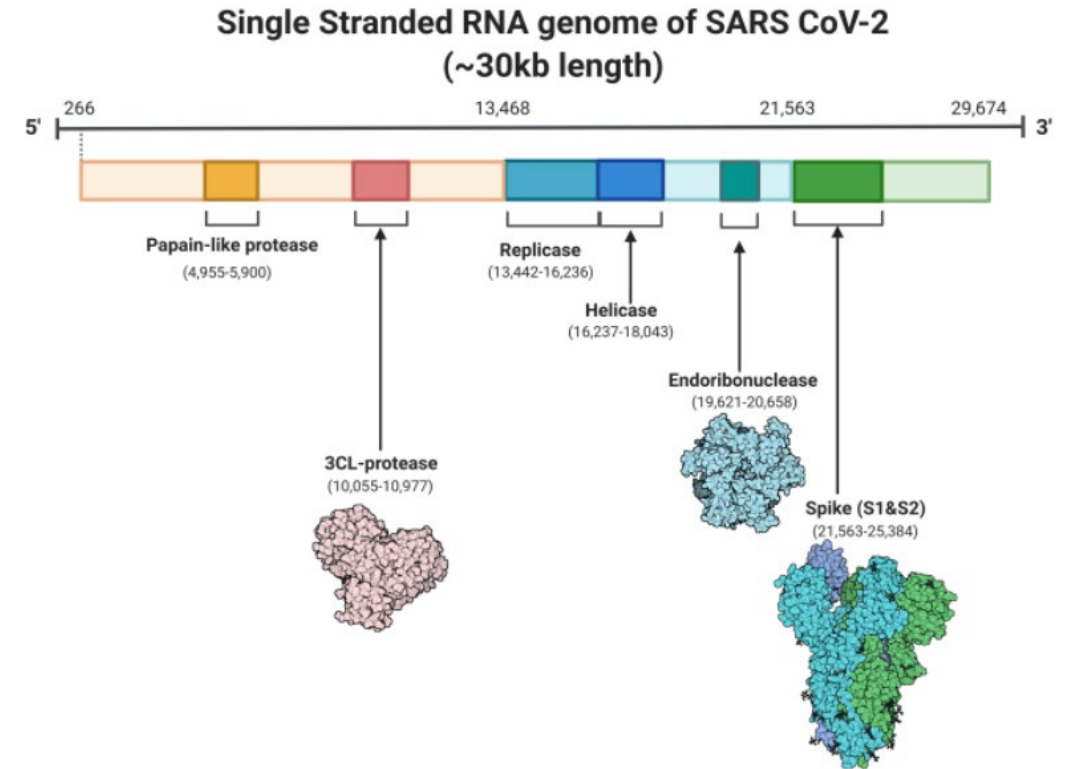 Single Stranded RNA genome of SARS CoV-2
(~30kb length)
266 13,468 21,563 29,674
5' 3'
Papain-like protease
(4,955-5,900)
Replicase
(13,442-16,236)
Helicase
(16,237-18,043)
Endoribonuclease
(19,621-20,658)
3CL-protease
(10,055-10,977)
Spike (S1&S2)
(21,563-25,384)